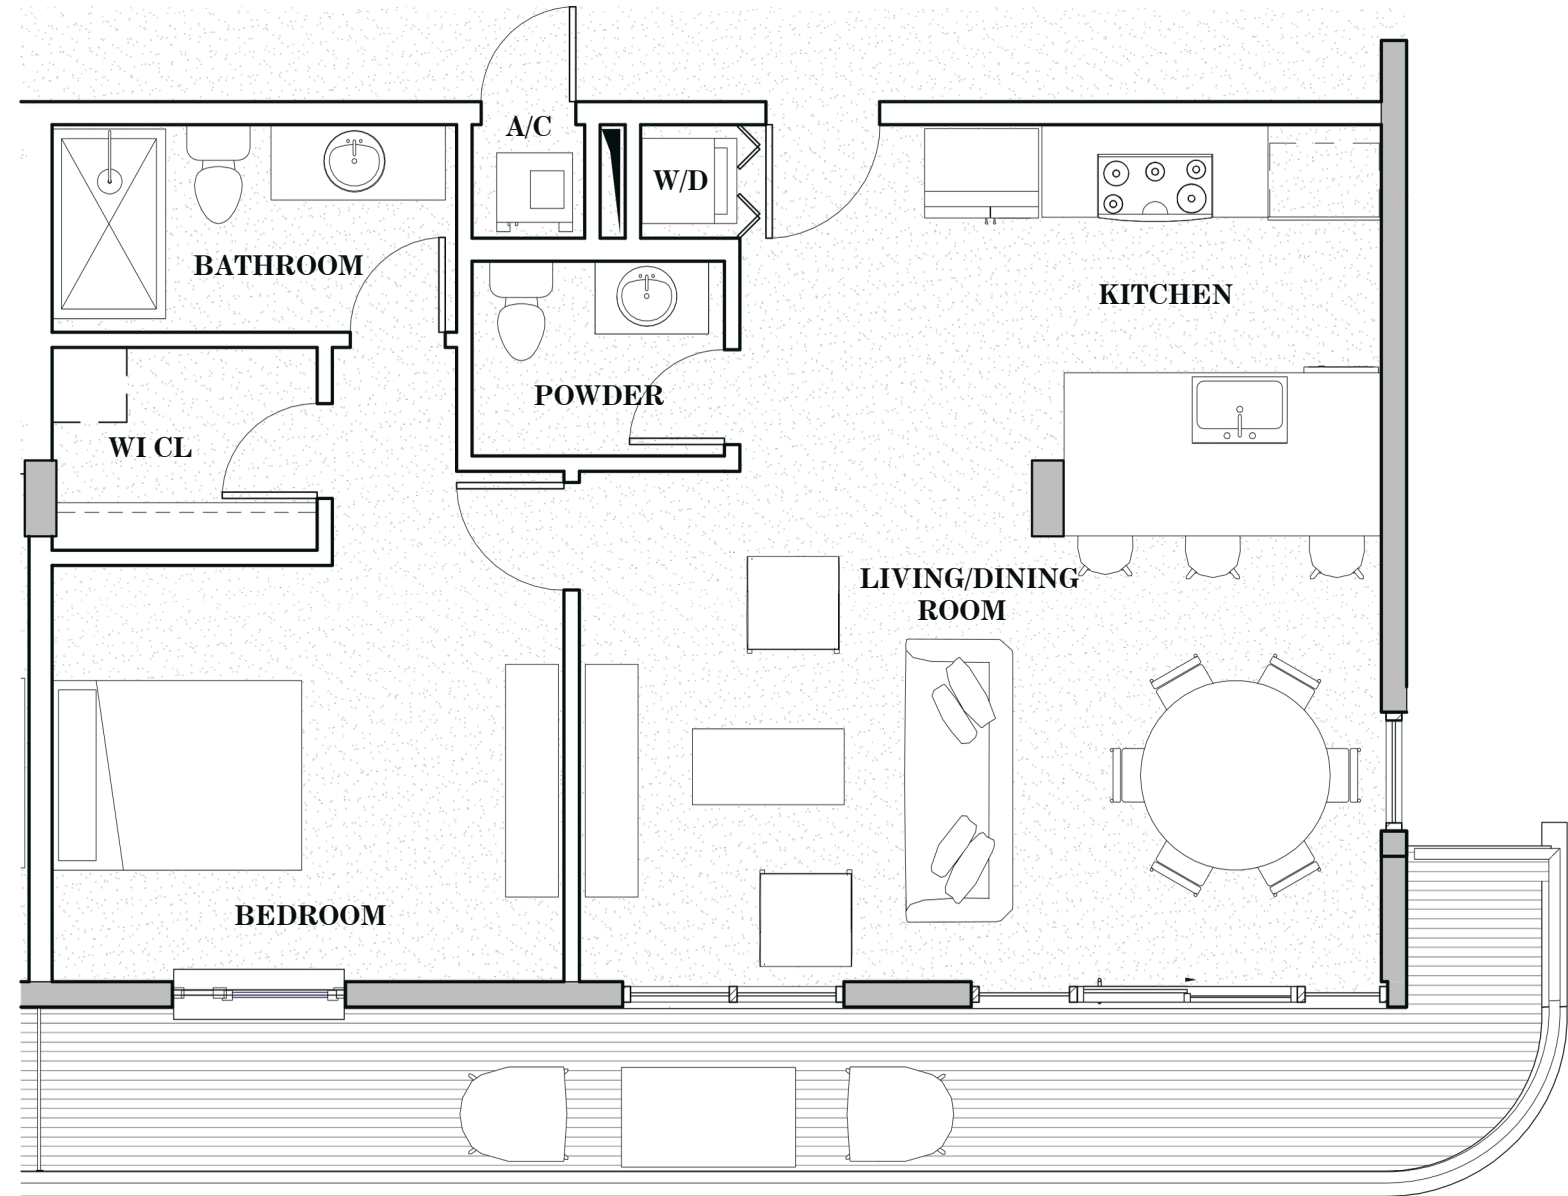 A/C
W/D
BATHROOM
KITCHEN
POWDER
WI CL
LIVING/DINING
ROOM
BEDROOM